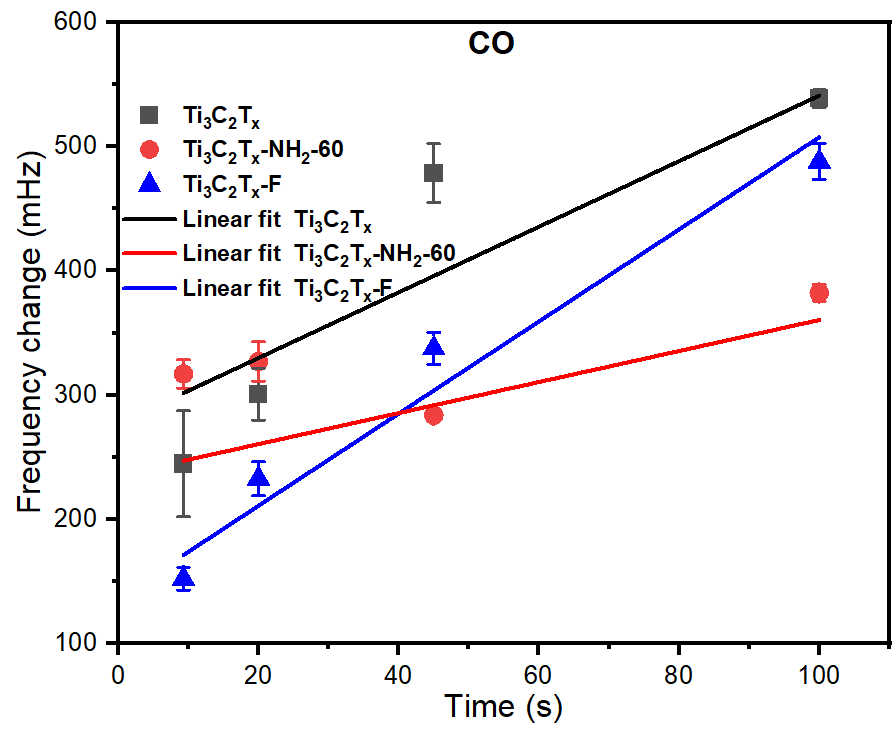 CO
Ti₃C₂Tₓ
Ti₃C₂Tₓ-NH₂-60
Ti₃C₂Tₓ-F
Linear fit Ti₃C₂Tₓ
Linear fit Ti₃C₂Tₓ-NH₂-60
Linear fit Ti₃C₂Tₓ-F
Frequency change (mHz)
600
500
400
300
200
100
0 20 40 60 80 100
Time (s)